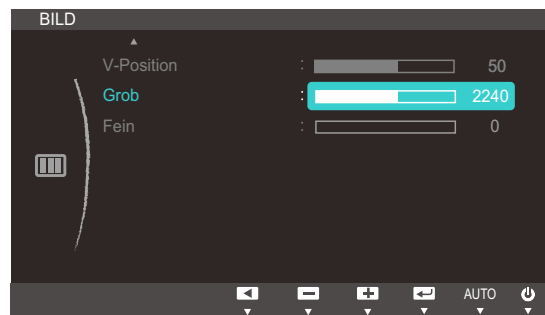 BILD
V-Position : 50
Grob : 2240
Fein : 0
AUTO